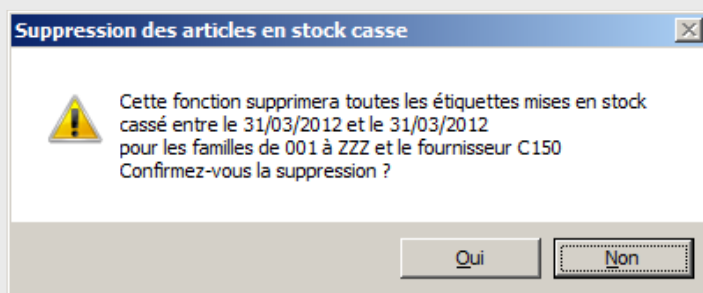 Suppression des articles en stock casse
Cette fonction supprimera toutes les étiquettes mises en stock
cassé entre le 31/03/2012 et le 31/03/2012
pour les familles de 001 à ZZZ et le fournisseur C150
Confirmez-vous la suppression ?
Oui
Non